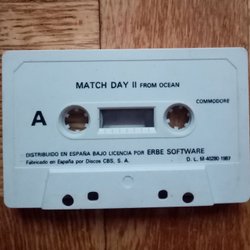 MATCH DAY II FROM OCEAN
COMMODORE
A
DISTRIBUIDO EN ESPAÑA BAJO LICENCIA POR ERBE SOFTWARE
Fabricado en España por Discos CBS, S. A.
D. L. M-40280-1987